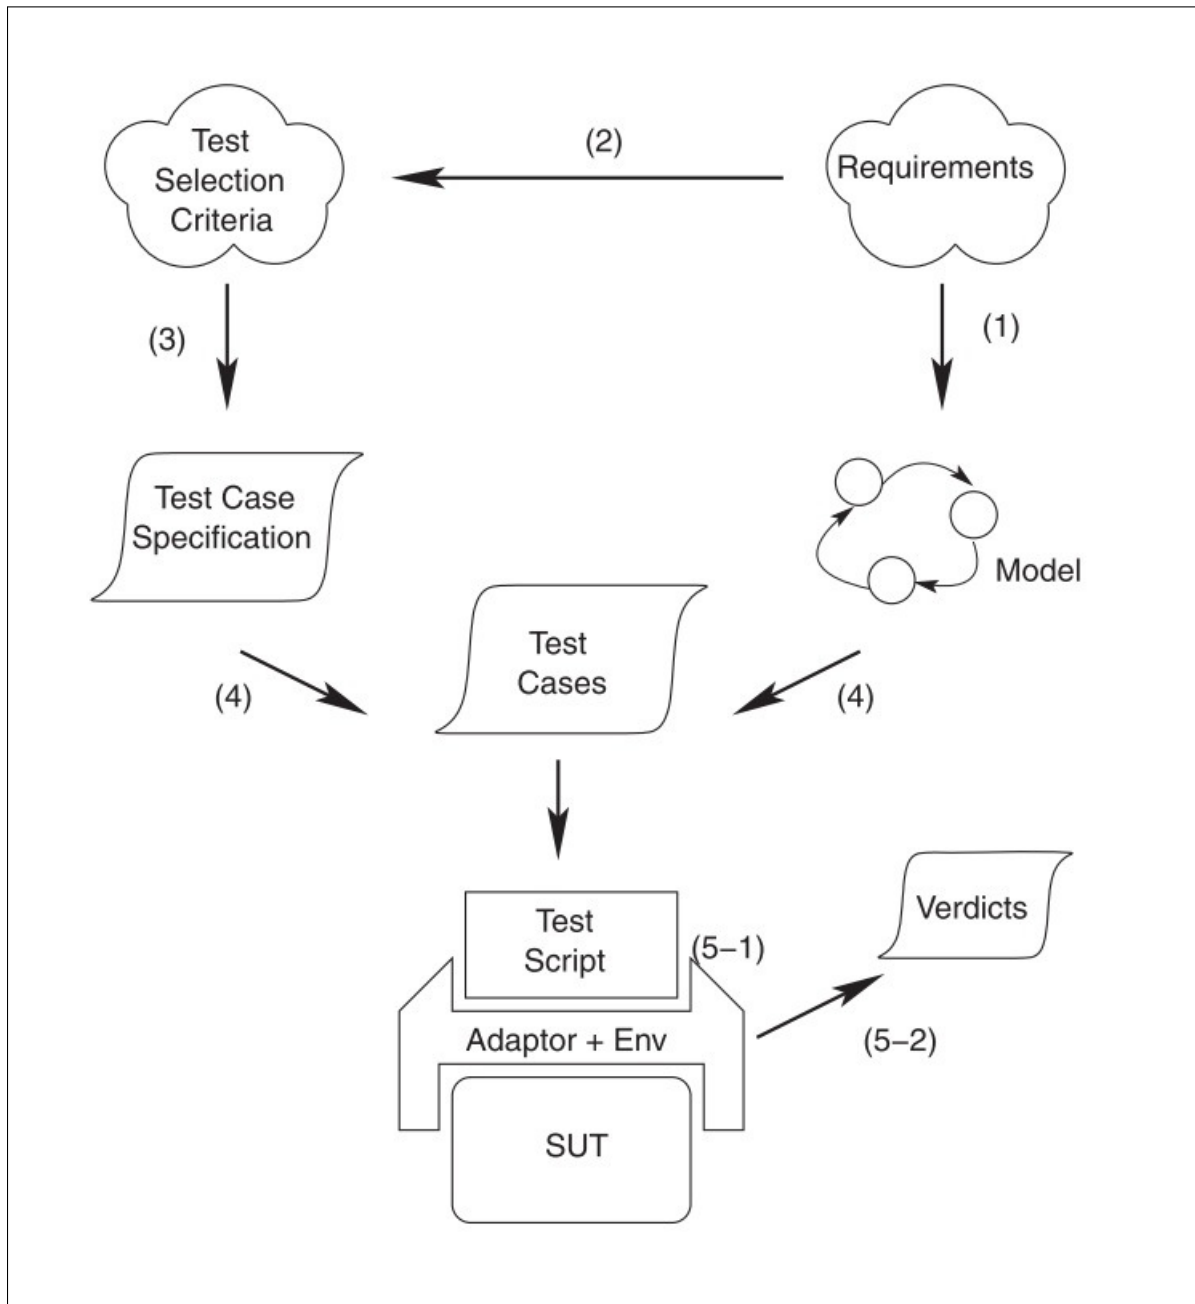 Test
Selection
Criteria
(2)
Requirements
(3)
(1)
Test Case
Specification
Model
Test
Cases
(4)
(4)
Test
Script
(5−1)
Verdicts
Adaptor + Env
(5−2)
SUT